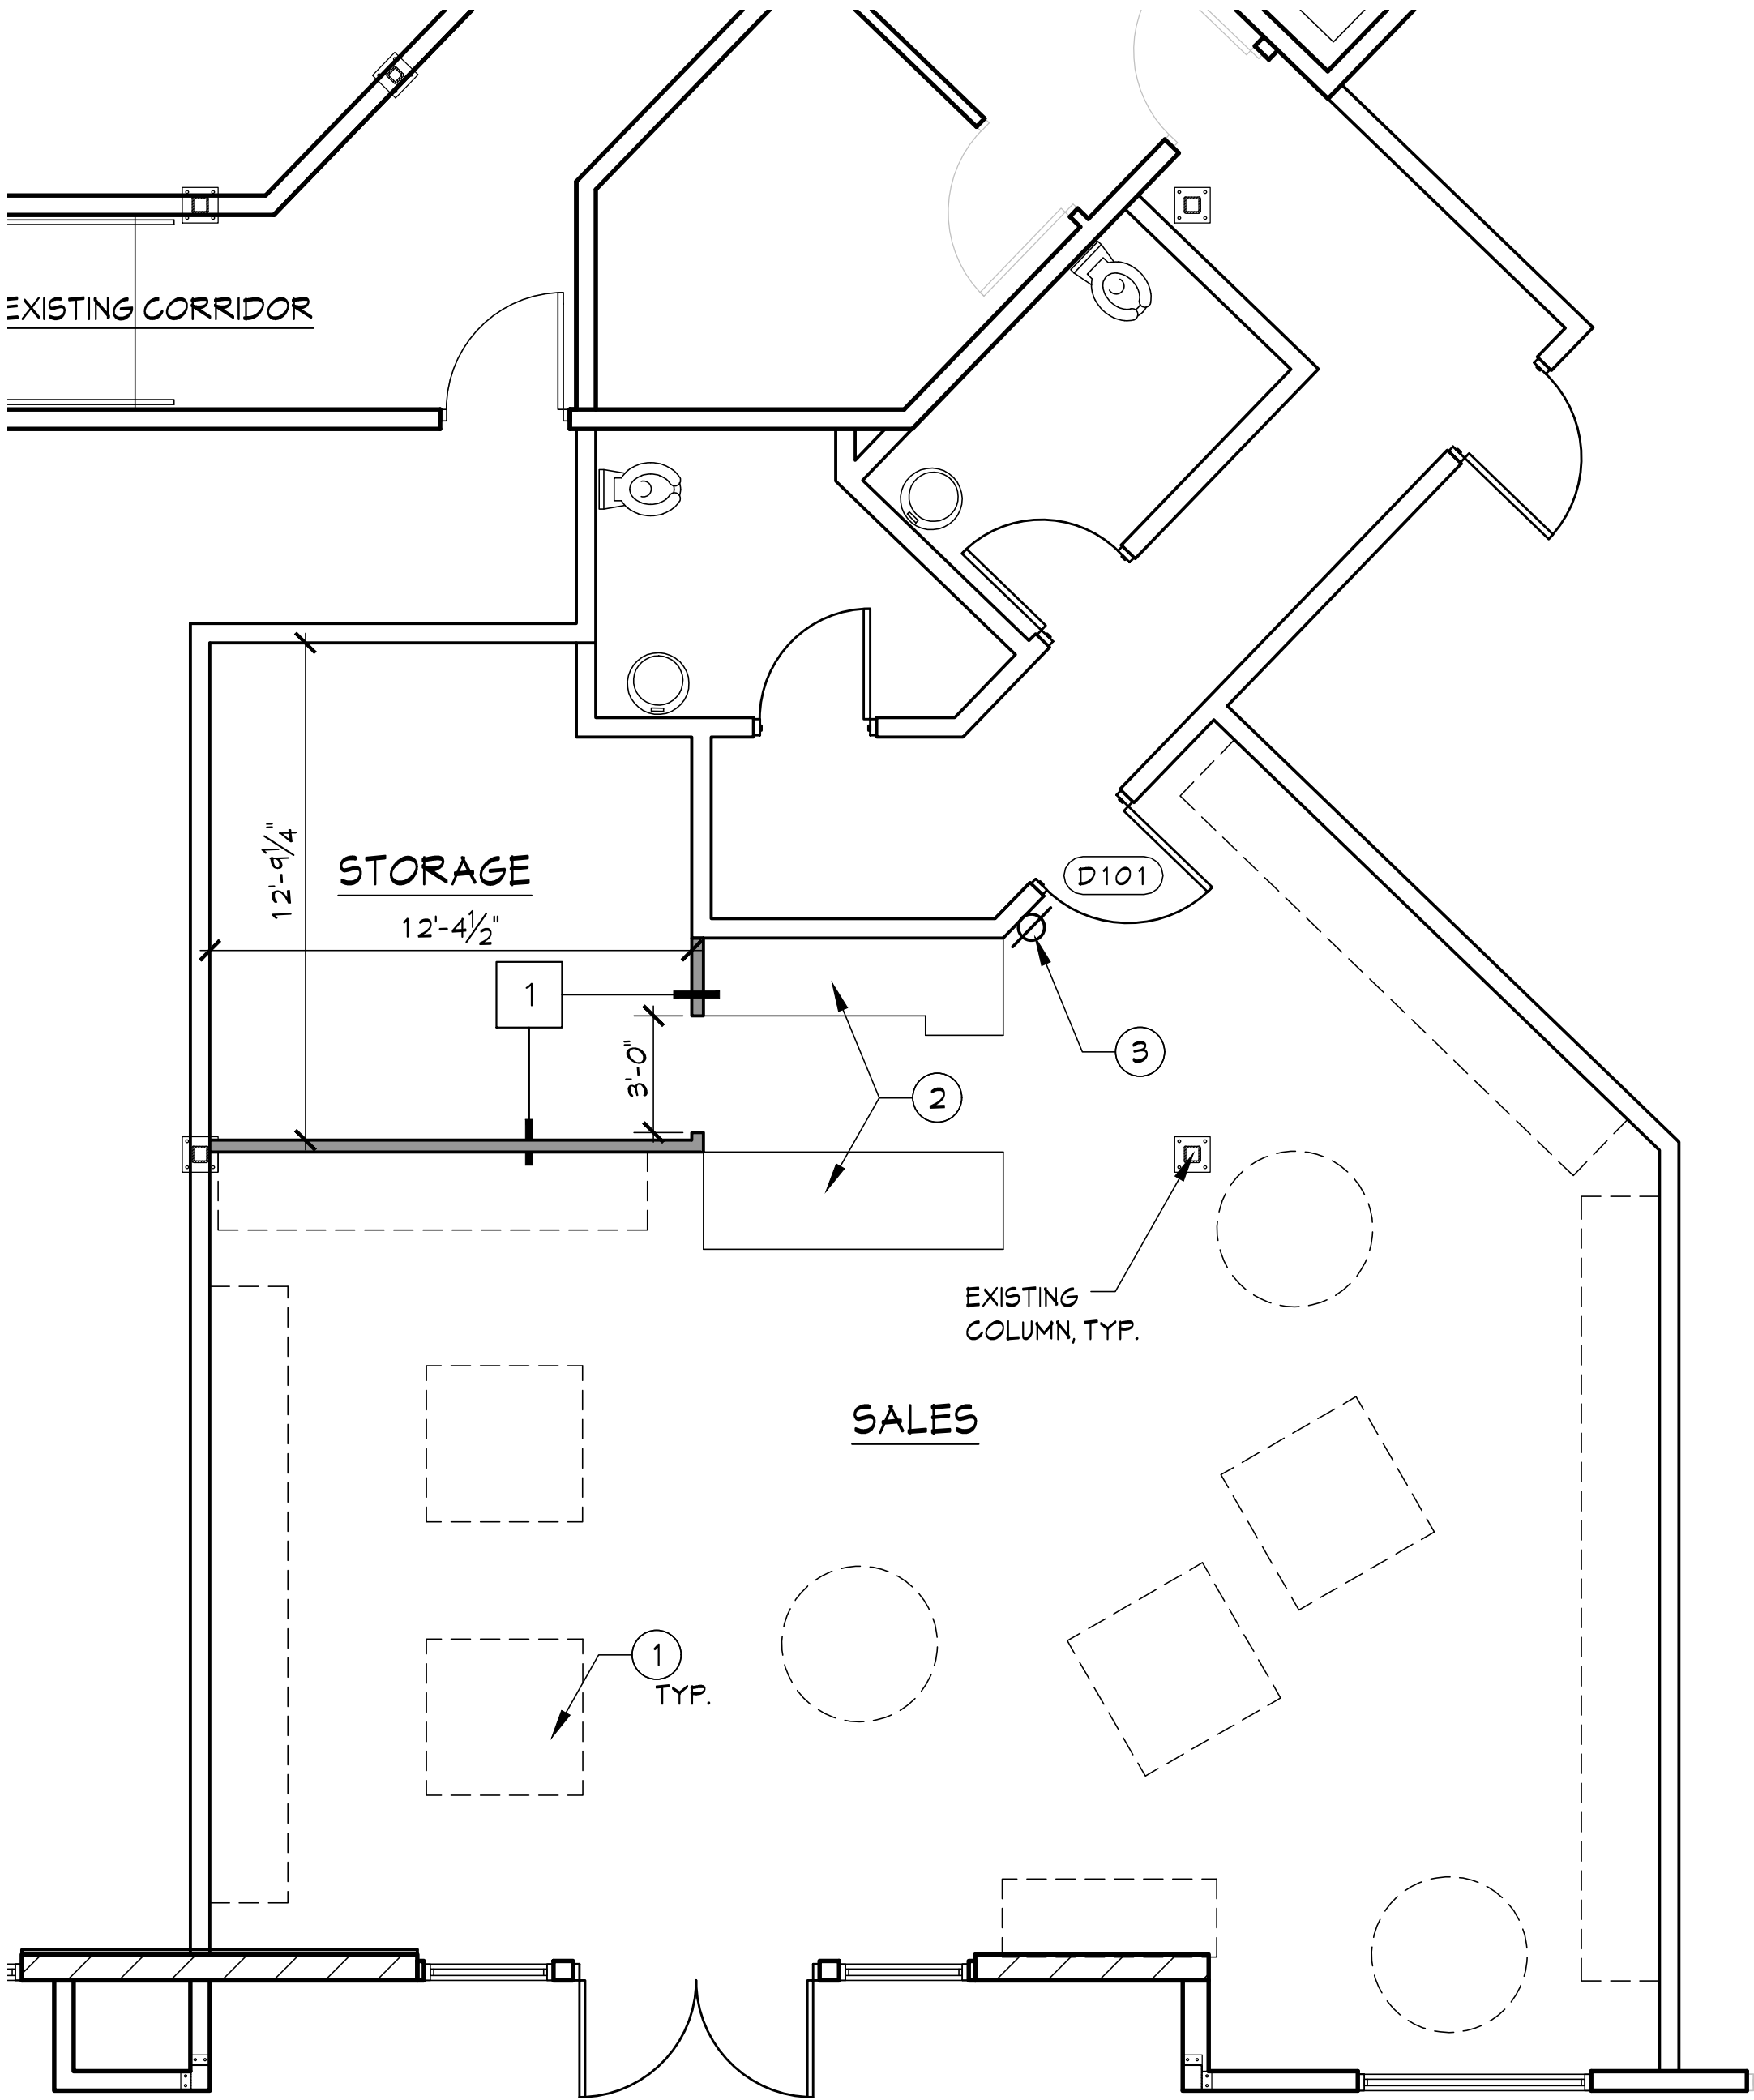 EXISTING CORRIDOR
12'-9¼"
STORAGE
12'-4½"
D101
1
3'-0"
3
2
EXISTING
COLUMN, TYP.
SALES
1
TYP.